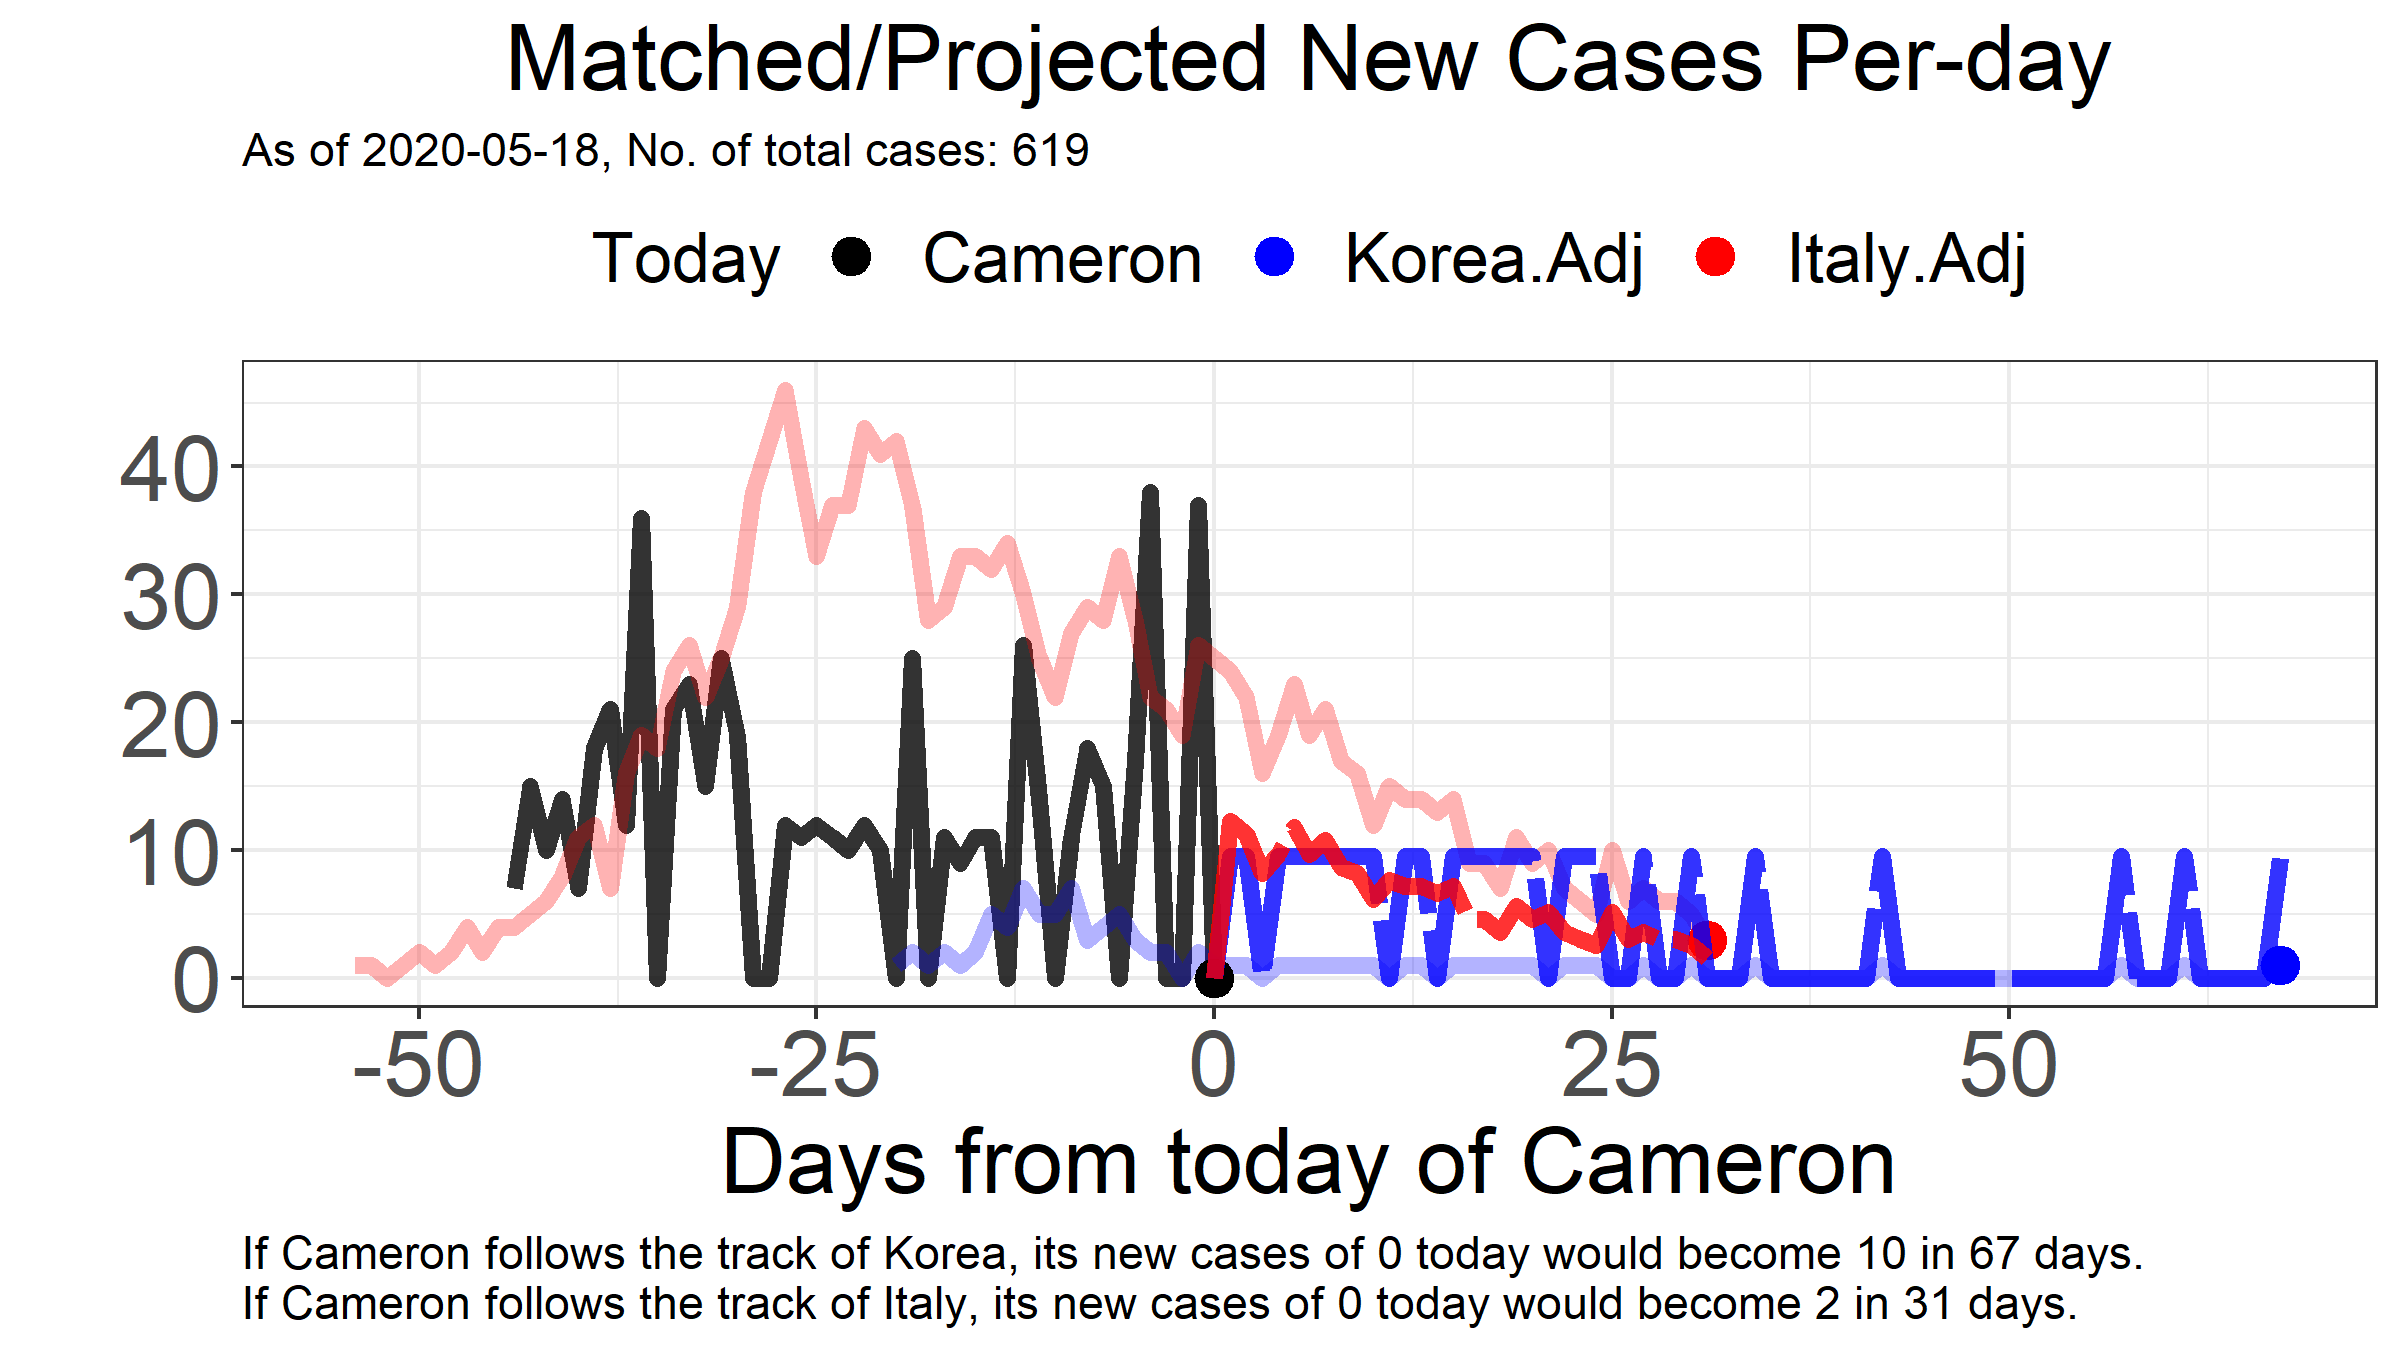 Matched/Projected New Cases Per-day
As of 2020-05-18, No. of total cases: 619
Today Cameron Korea.Adj Italy.Adj
40
30
20
10
0
-50 -25 0 25 50
Days from today of Cameron
If Cameron follows the track of Korea, its new cases of 0 today would become 10 in 67 days.
If Cameron follows the track of Italy, its new cases of 0 today would become 2 in 31 days.